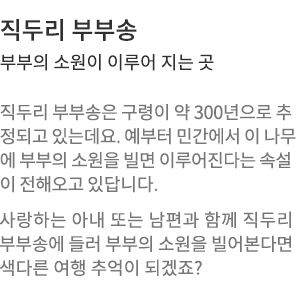 직두리 부부송
부부의 소원이 이루어 지는 곳
직두리 부부송은 구령이 약 300년으로 추
정되고 있는데요. 예부터 민간에서 이 나무
에 부부의 소원을 빌면 이루어진다는 속설
이 전해오고 있답니다.
사랑하는 아내 또는 남편과 함께 직두리
부부송에 들러 부부의 소원을 빌어본다면
색다른 여행 추억이 되겠죠?